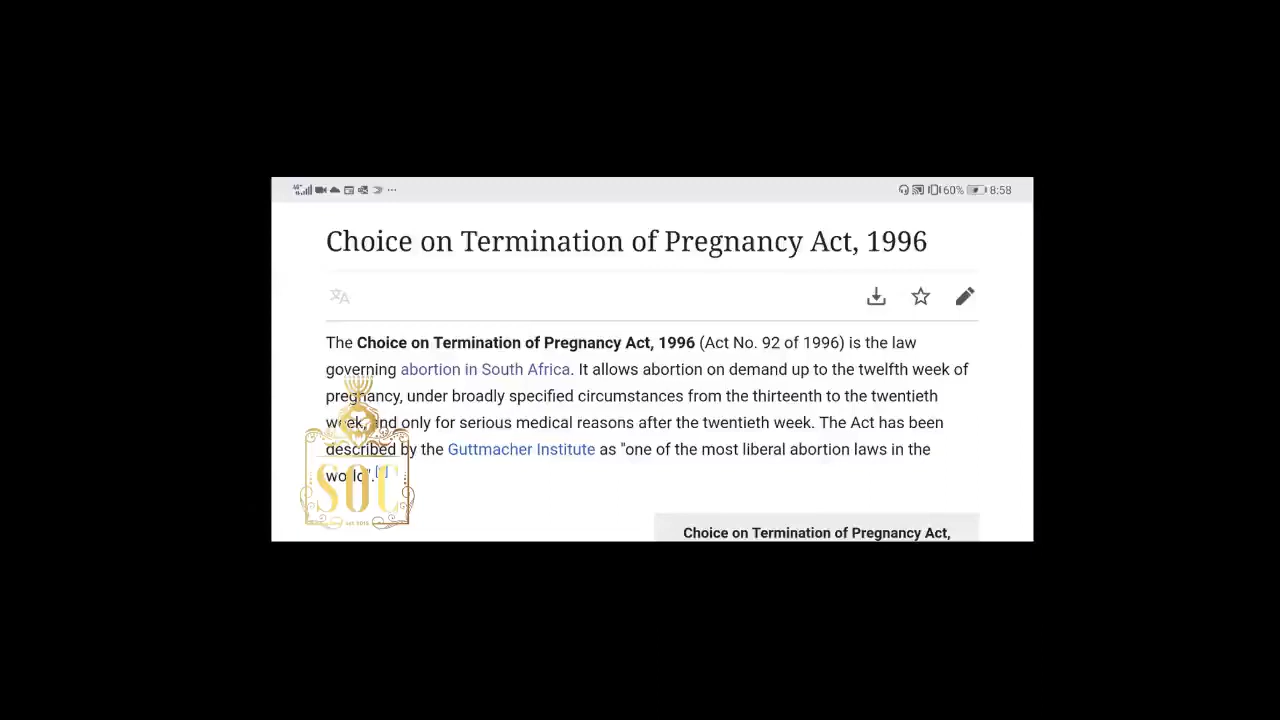 60% 8:58
Choice on Termination of Pregnancy Act, 1996
The Choice on Termination of Pregnancy Act, 1996 (Act No. 92 of 1996) is the law
governing abortion in South Africa. It allows abortion on demand up to the twelfth week of
pregnancy, under broadly specified circumstances from the thirteenth to the twentieth
week, and only for serious medical reasons after the twentieth week. The Act has been
described by the Guttmacher Institute as "one of the most liberal abortion laws in the
world".
SOC
Choice on Termination of Pregnancy Act,